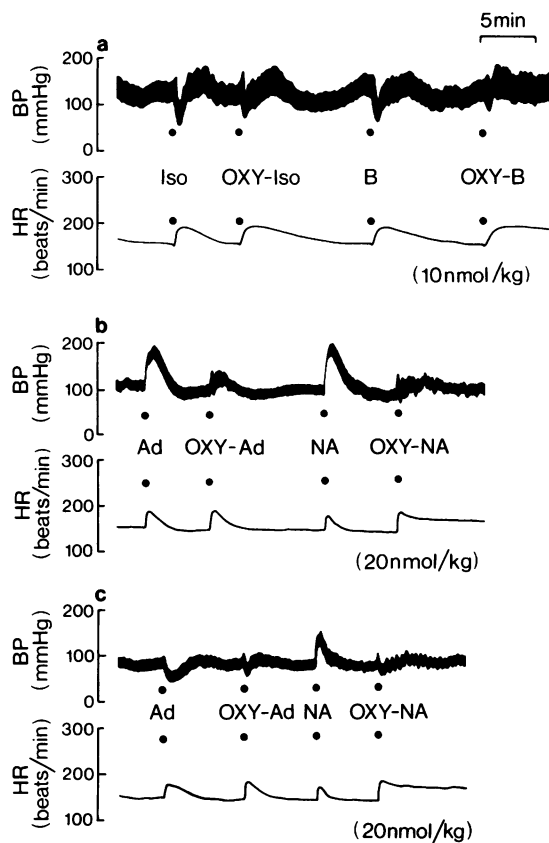 5min
a
200
100
0
BP
(mmHg)
Iso OXY-Iso B OXY-B
300
200
100
HR
(beats/min)
(10nmol/kg)
b
200
100
0
BP
(mmHg)
Ad OXY-Ad NA OXY-NA
300
200
100
HR
(beats/min)
(20nmol/kg)
c
200
100
0
BP
(mmHg)
Ad OXY-Ad NA OXY-NA
300
200
100
HR
(beats/min)
(20nmol/kg)